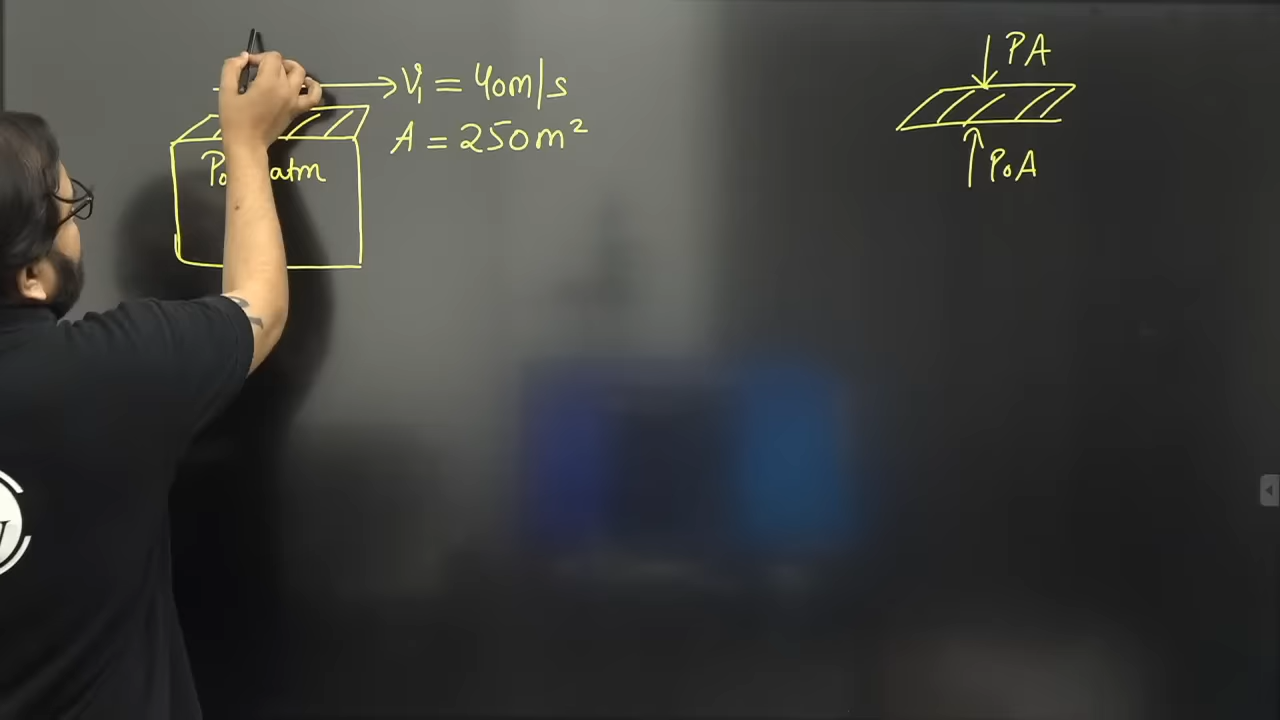 V₁ = 40m/s
A = 250m²
P₀ atm
PA
P₀A